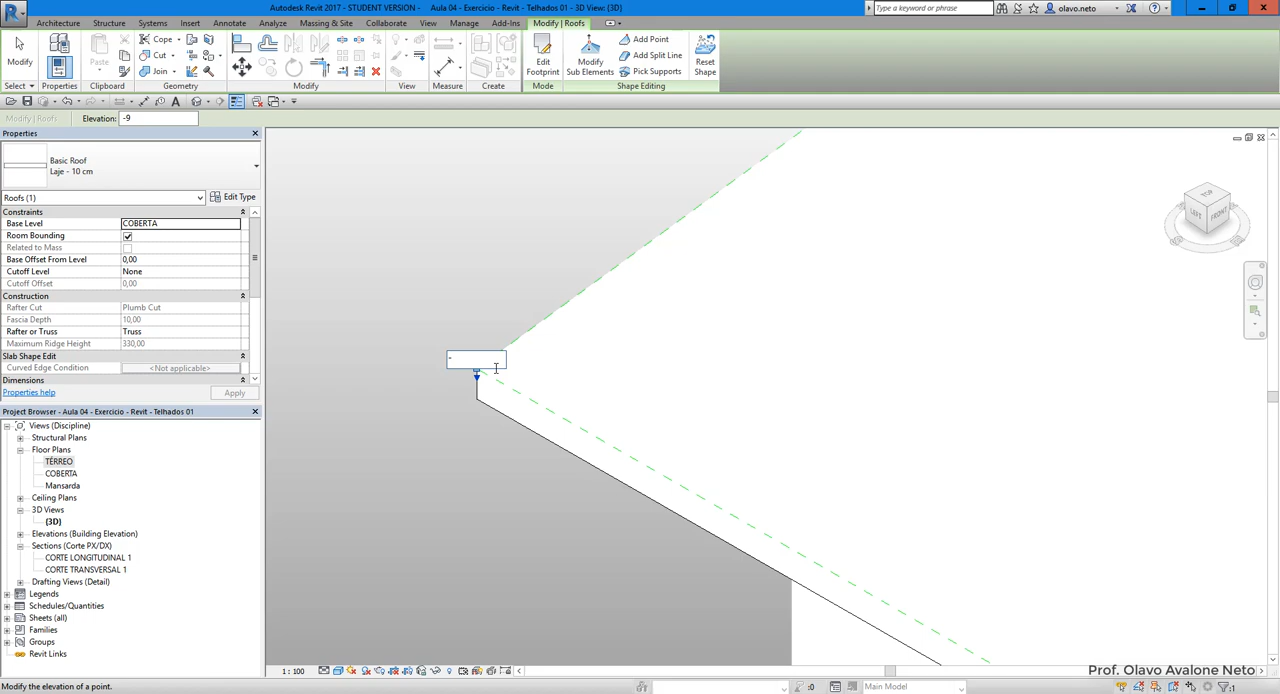 Autodesk Revit 2017 - STUDENT VERSION - Aula 04 - Exercicio - Revit - Telhados 01 - 3D View: {3D}
Type a keyword or phrase
olavo.neto
Architecture Structure Systems Insert Annotate Analyze Massing & Site Collaborate View Manage Add-Ins Modify | Roofs
Modify
Paste
Cope
Cut
Join
Edit Footprint
Modify Sub Elements
Add Point
Add Split Line
Pick Supports
Reset Shape
Select Properties Clipboard Geometry Modify View Measure Create Mode Shape Editing
Modify | Roofs Elevation: -9
Properties
Basic Roof
Laje - 10 cm
Roofs (1) Edit Type
Constraints
Base Level COBERTA
Room Bounding
Related to Mass
Base Offset From Level 0,00
Cutoff Level None
Cutoff Offset 0,00
Construction
Rafter Cut Plumb Cut
Fascia Depth 10,00
Rafter or Truss Truss
Maximum Ridge Height 330,00
Slab Shape Edit
Curved Edge Condition <Not applicable>
Dimensions
Properties help Apply
Project Browser - Aula 04 - Exercicio - Revit - Telhados 01
Views (Discipline)
Structural Plans
Floor Plans
TÉRREO
COBERTA
Mansarda
Ceiling Plans
3D Views
{3D}
Elevations (Building Elevation)
Sections (Corte PX/DX)
CORTE LONGITUDINAL 1
CORTE TRANSVERSAL 1
Drafting Views (Detail)
Legends
Schedules/Quantities
Sheets (all)
Families
Groups
Revit Links
-
TOP
LEFT FRONT
1 : 100
Prof. Olavo Avalone Neto
Modify the elevation of a point.
:0
Main Model
:1